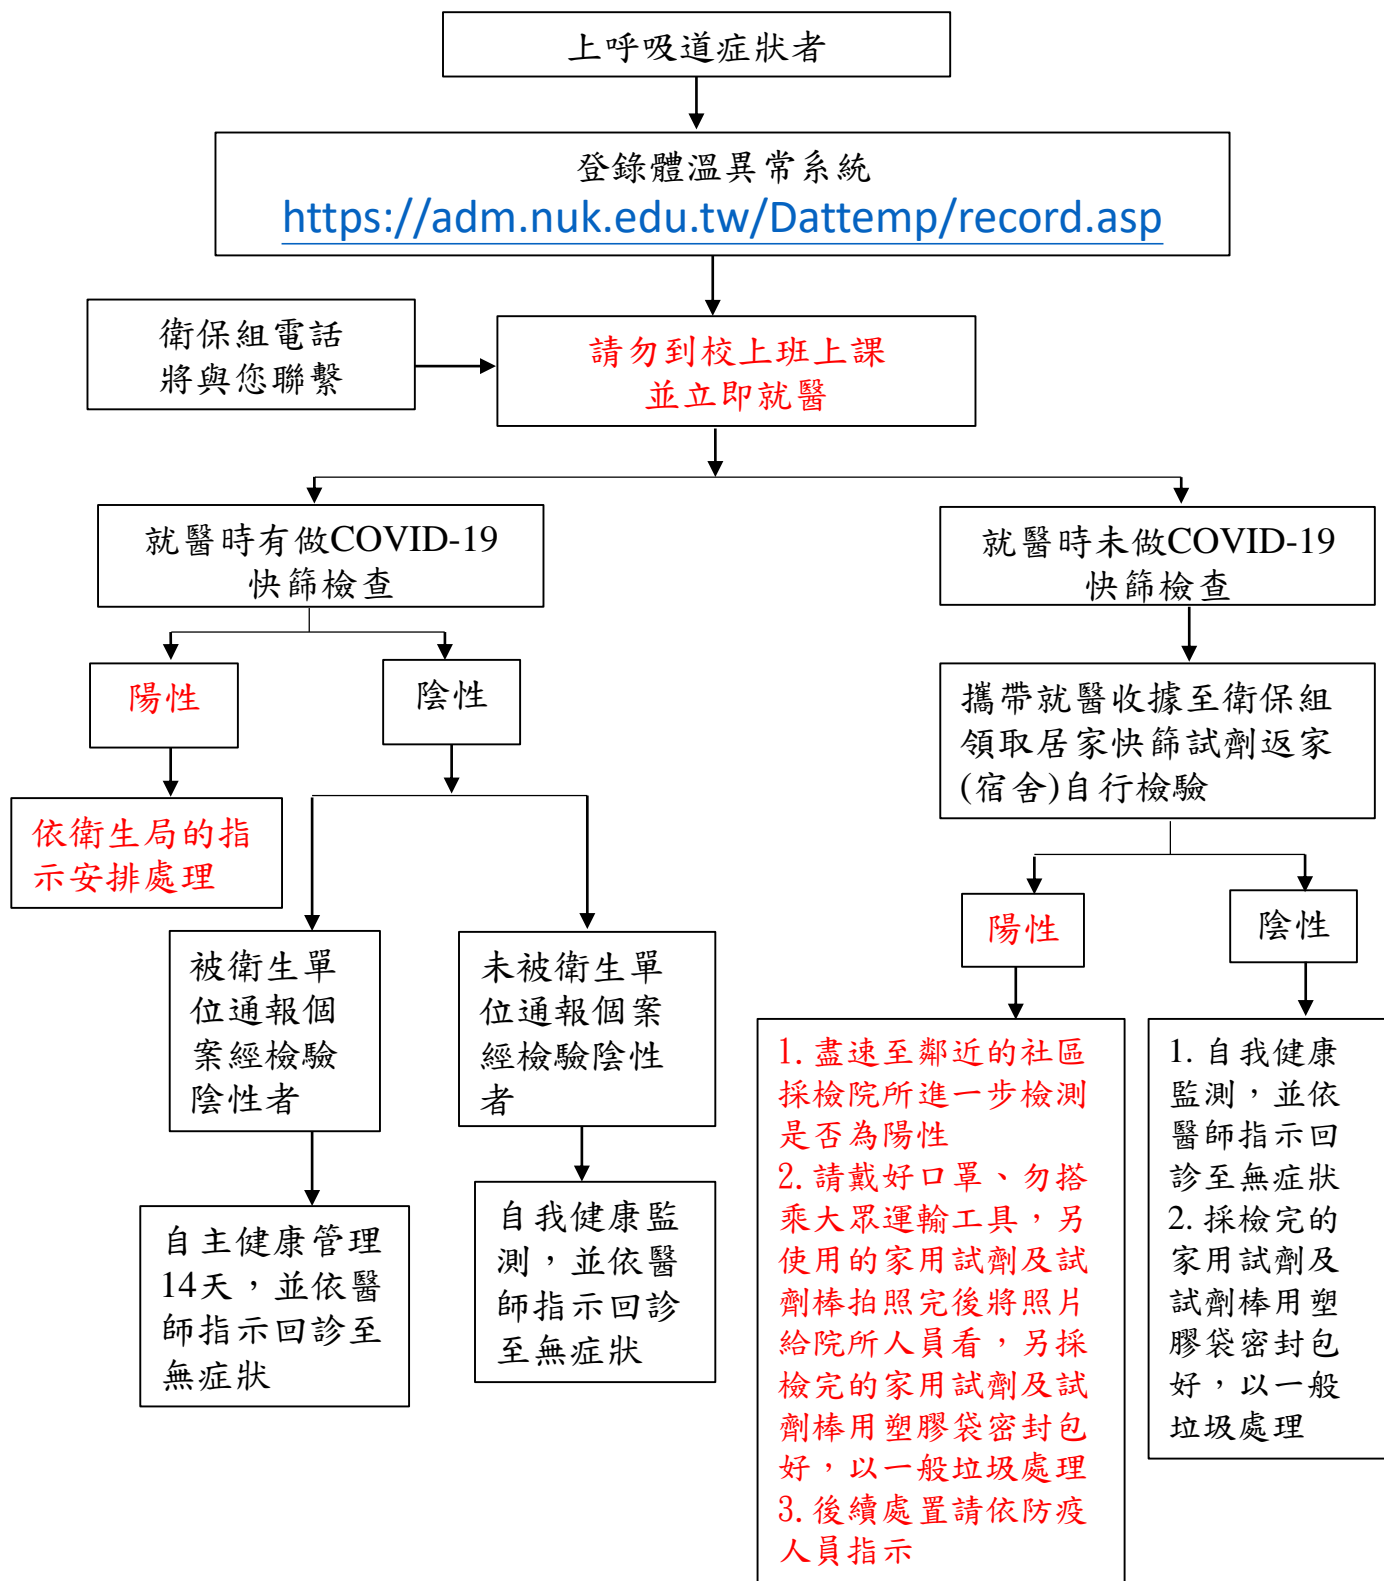 上呼吸道症狀者
登錄體溫異常系統
https://adm.nuk.edu.tw/Dattemp/record.asp
衛保組電話
將與您聯繫
請勿到校上班上課
並立即就醫
就醫時有做COVID-19
快篩檢查
就醫時未做COVID-19
快篩檢查
陽性
陰性
攜帶就醫收據至衛保組
領取居家快篩試劑返家
(宿舍)自行檢驗
依衛生局的指
示安排處理
陽性
陰性
被衛生單
位通報個
案經檢驗
陰性者
未被衛生單
位通報個案
經檢驗陰性
者
自主健康管理
14天，並依醫
師指示回診至
無症狀
自我健康監
測，並依醫
師指示回診
至無症狀
1. 盡速至鄰近的社區
採檢院所進一步檢測
是否為陽性
2. 請戴好口罩、勿搭
乘大眾運輸工具，另
使用的家用試劑及試
劑棒拍照完後將照片
給院所人員看，另採
檢完的家用試劑及試
劑棒用塑膠袋密封包
好，以一般垃圾處理
3. 後續處置請依防疫
人員指示
1. 自我健康
監測，並依
醫師指示回
診至無症狀
2. 採檢完的
家用試劑及
試劑棒用塑
膠袋密封包
好，以一般
垃圾處理